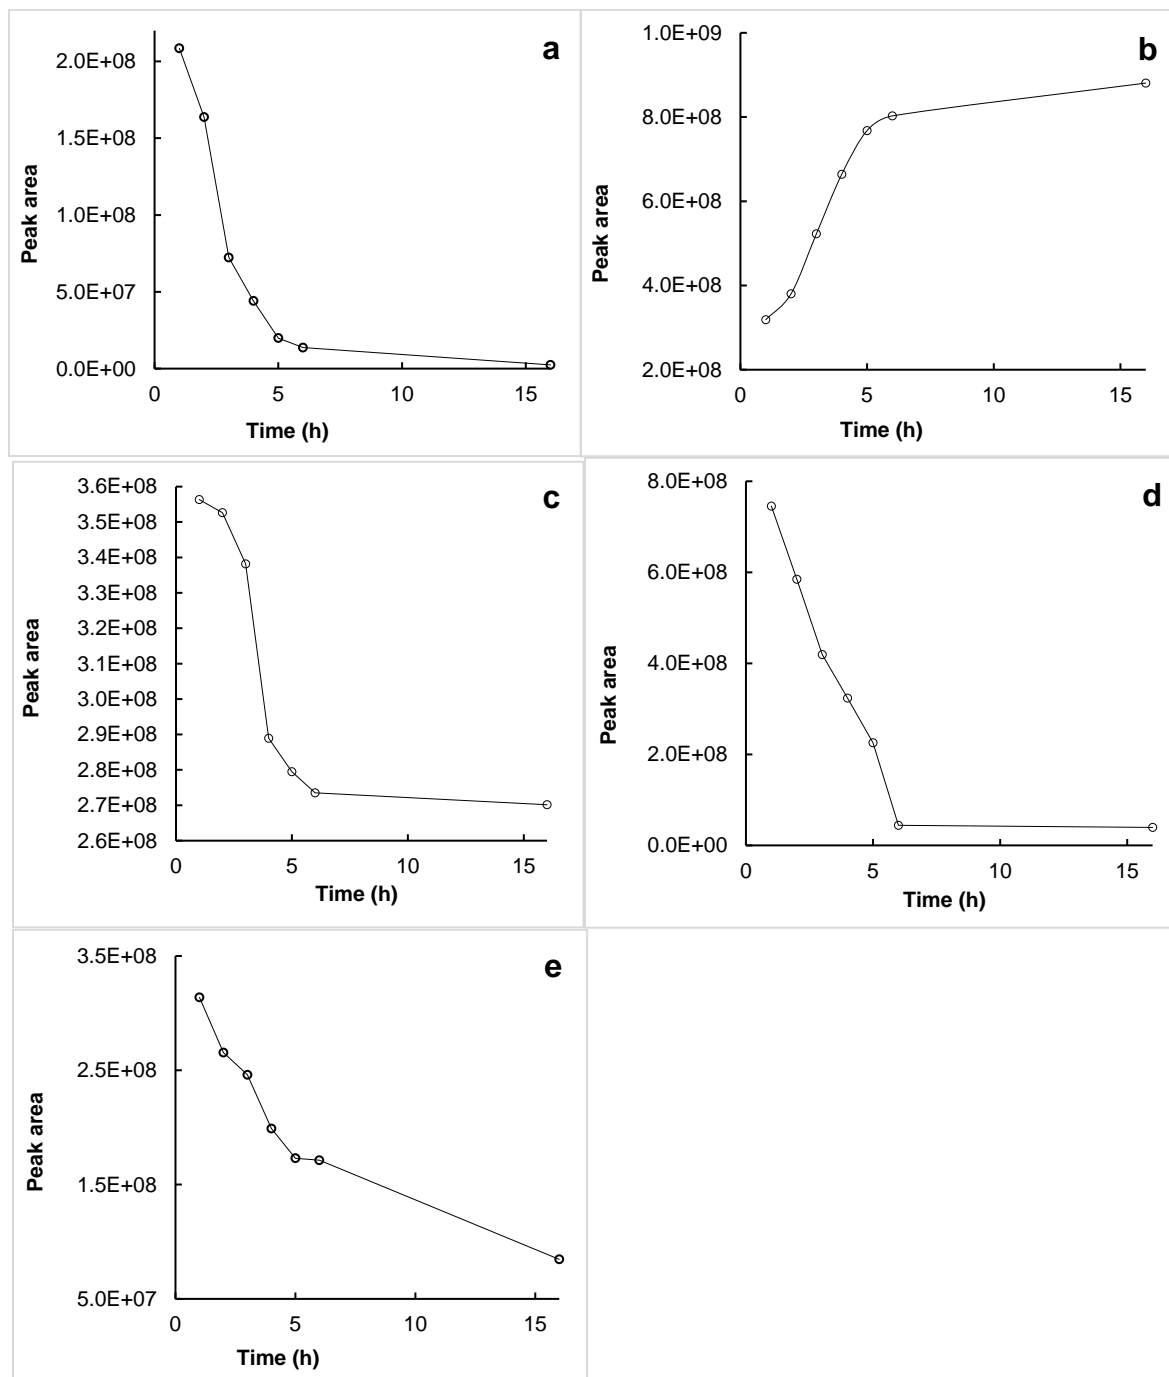 a
2.0E+08
1.5E+08
1.0E+08
5.0E+07
0.0E+00
0 5 10 15
Peak area
Time (h)
b
1.0E+09
8.0E+08
6.0E+08
4.0E+08
2.0E+08
0 5 10 15
Peak area
Time (h)
c
3.6E+08
3.5E+08
3.4E+08
3.3E+08
3.2E+08
3.1E+08
3.0E+08
2.9E+08
2.8E+08
2.7E+08
2.6E+08
0 5 10 15
Peak area
Time (h)
d
8.0E+08
6.0E+08
4.0E+08
2.0E+08
0.0E+00
0 5 10 15
Peak area
Time (h)
e
3.5E+08
2.5E+08
1.5E+08
5.0E+07
0 5 10 15
Peak area
Time (h)